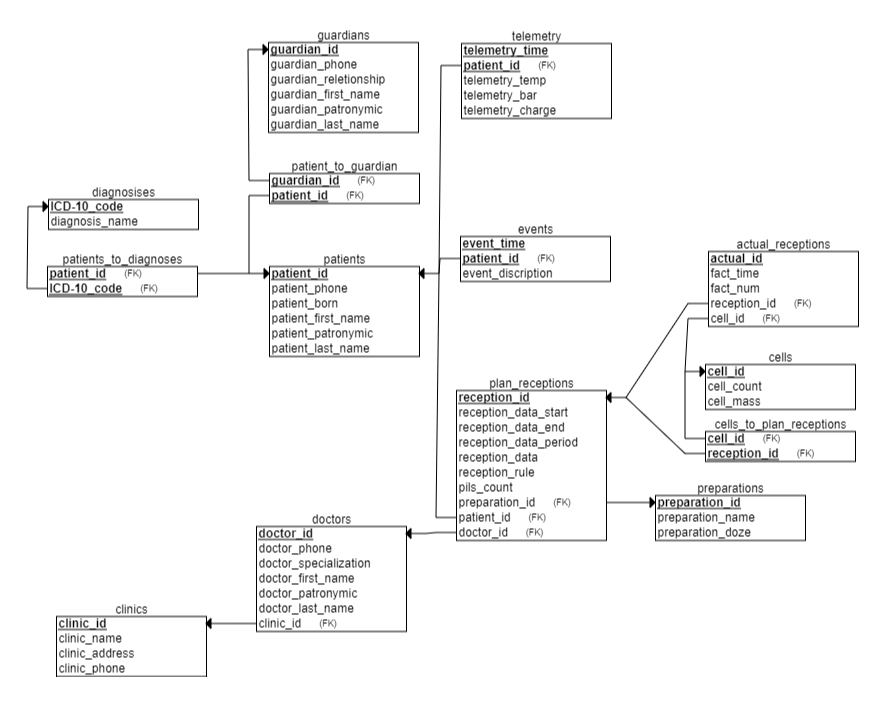 guardians
guardian_id
guardian_phone
guardian_reletionship
guardian_first_name
guardian_patronymic
guardian_last_name
telemetry
telemetry_time
patient_id (FK)
telemetry_temp
telemetry_bar
telemetry_charge
patient_to_guardian
guardian_id (FK)
patient_id (FK)
diagnosises
ICD-10_code
diagnosis_name
patients_to_diagnoses
patient_id (FK)
ICD-10_code (FK)
patients
patient_id
patient_phone
patient_born
patient_first_name
patient_patronymic
patient_last_name
events
event_time
patient_id (FK)
event_discription
actual_receptions
actual_id
fact_time
fact_num
reception_id (FK)
cell_id (FK)
cells
cell_id
cell_count
cell_mass
cells_to_plan_receptions
cell_id (FK)
reception_id (FK)
plan_receptions
reception_id
reception_data_start
reception_data_end
reception_data_period
reception_data
reception_rule
pils_count
preparation_id (FK)
patient_id (FK)
doctor_id (FK)
preparations
preparation_id
preparation_name
preparation_doze
doctors
doctor_id
doctor_phone
doctor_specialization
doctor_first_name
doctor_patronymic
doctor_last_name
clinic_id (FK)
clinics
clinic_id
clinic_name
clinic_address
clinic_phone